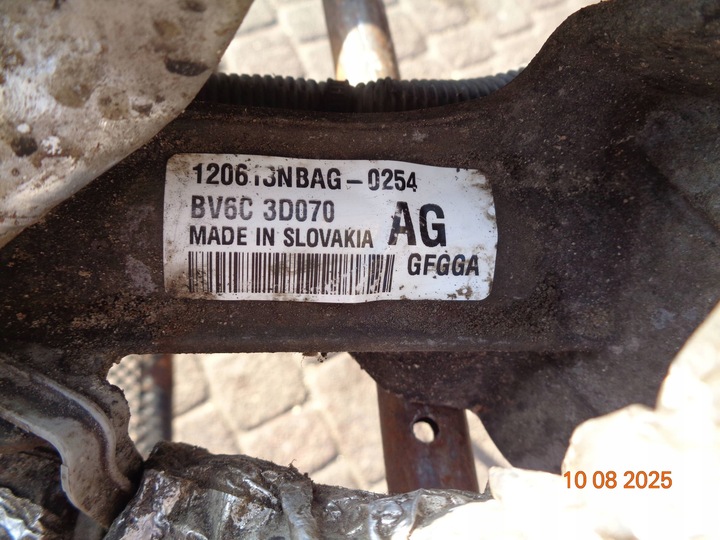 120613NBAG-0254
BV6C 3D070 AG
MADE IN SLOVAKIA
GFGGA
10 08 2025